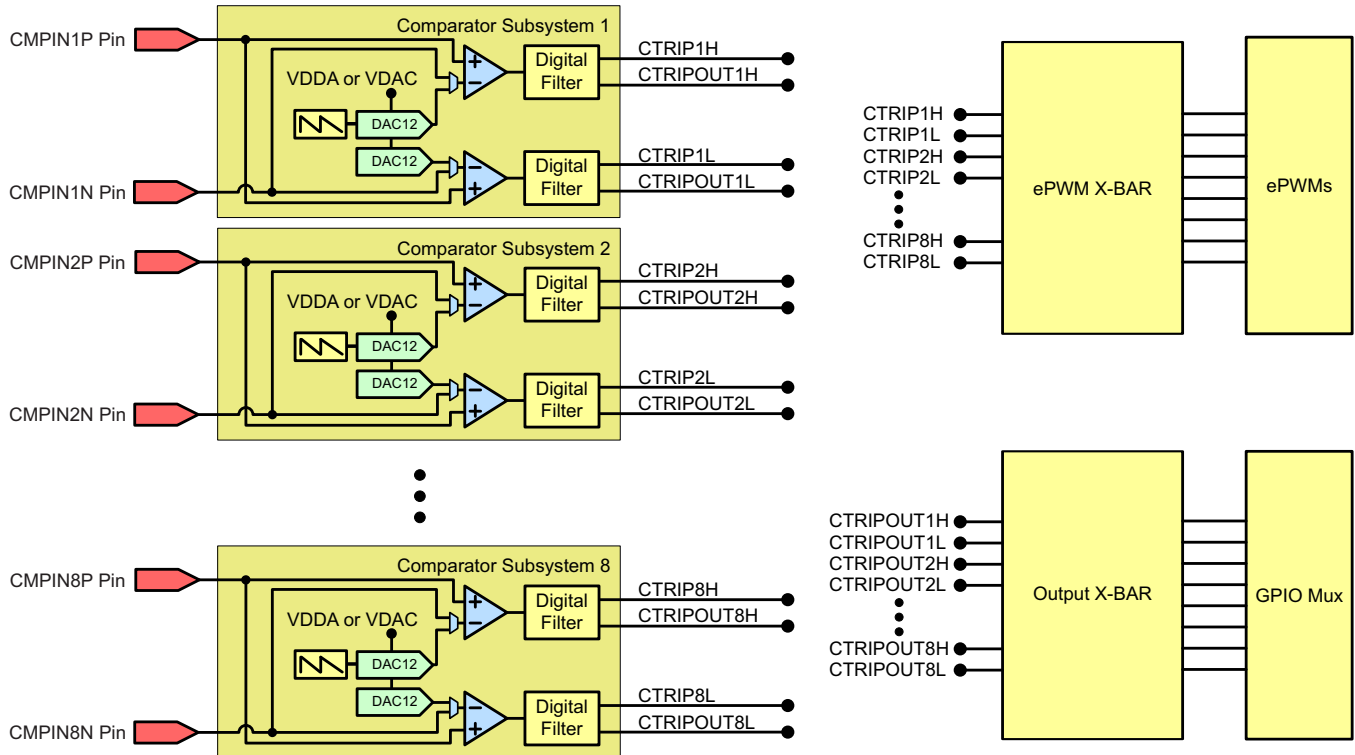 Comparator Subsystem 1
CMPIN1P Pin
VDDA or VDAC
DAC12
DAC12
CMPIN1N Pin
Digital
Filter
Digital
Filter
CTRIP1H
CTRIPOUT1H
CTRIP1L
CTRIPOUT1L
Comparator Subsystem 2
CMPIN2P Pin
VDDA or VDAC
DAC12
DAC12
CMPIN2N Pin
Digital
Filter
Digital
Filter
CTRIP2H
CTRIPOUT2H
CTRIP2L
CTRIPOUT2L
Comparator Subsystem 8
CMPIN8P Pin
VDDA or VDAC
DAC12
DAC12
CMPIN8N Pin
Digital
Filter
Digital
Filter
CTRIP8H
CTRIPOUT8H
CTRIP8L
CTRIPOUT8L
CTRIP1H
CTRIP1L
CTRIP2H
CTRIP2L
CTRIP8H
CTRIP8L
ePWM X-BAR
ePWMs
CTRIPOUT1H
CTRIPOUT1L
CTRIPOUT2H
CTRIPOUT2L
CTRIPOUT8H
CTRIPOUT8L
Output X-BAR
GPIO Mux